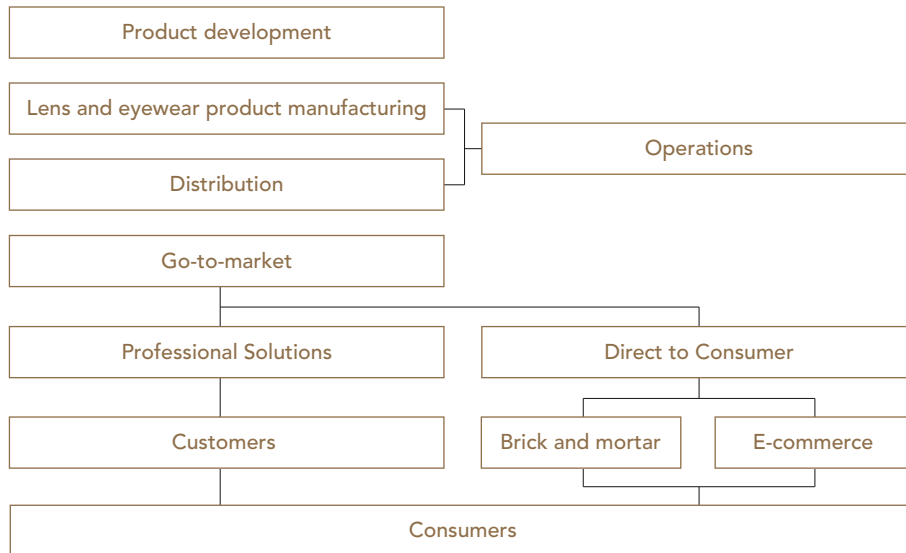 Product development
Lens and eyewear product manufacturing
Operations
Distribution
Go-to-market
Professional Solutions
Direct to Consumer
Customers
Brick and mortar
E-commerce
Consumers